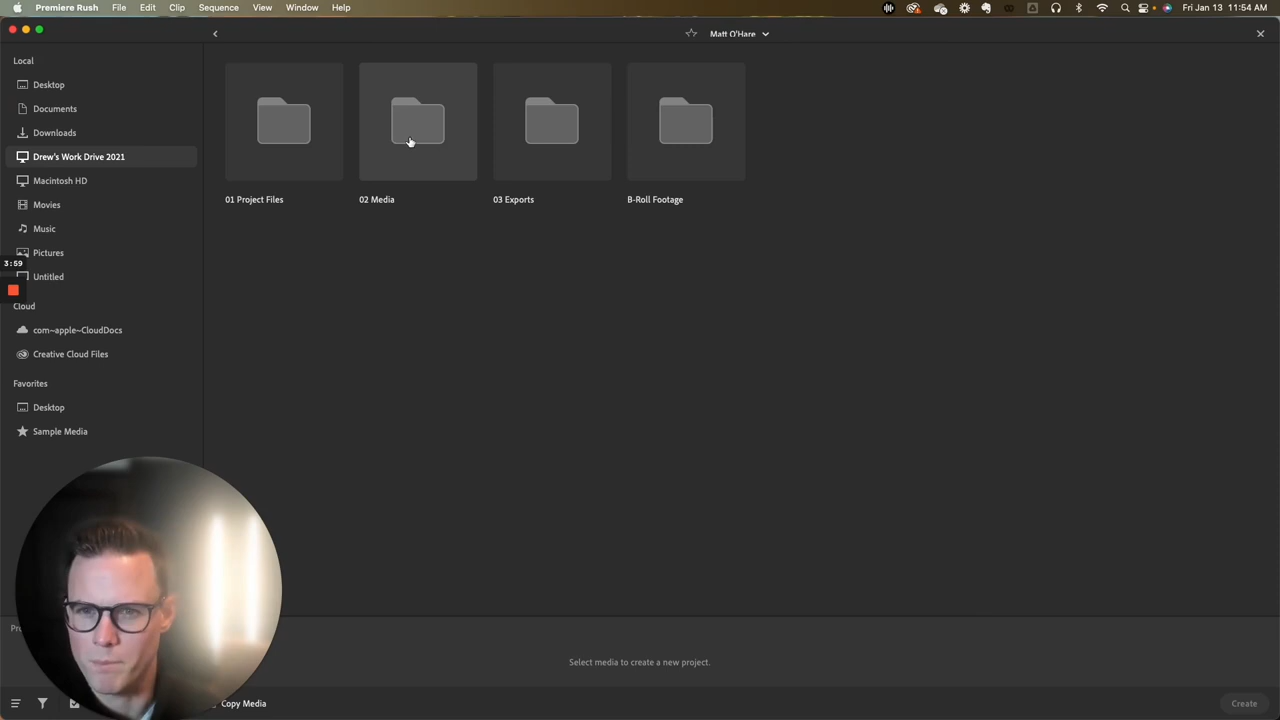 Premiere Rush File Edit Clip Sequence View Window Help Fri Jan 13 11:54 AM
Matt O'Hare
Local
Desktop
Documents
Downloads
Drew's Work Drive 2021
Macintosh HD
Movies
Music
Pictures
3:59
Untitled
Cloud
com~apple~CloudDocs
Creative Cloud Files
Favorites
Desktop
Sample Media
01 Project Files
02 Media
03 Exports
B-Roll Footage
Select media to create a new project.
Copy Media
Create